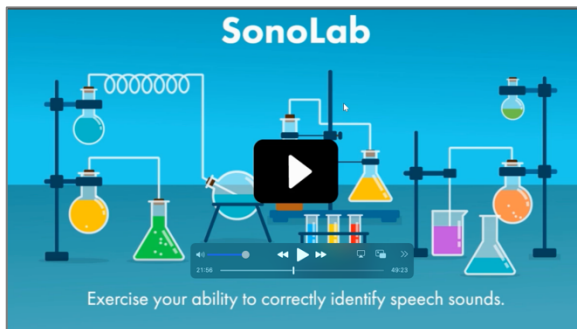 SonoLab
21:56
49:23
Exercise your ability to correctly identify speech sounds.